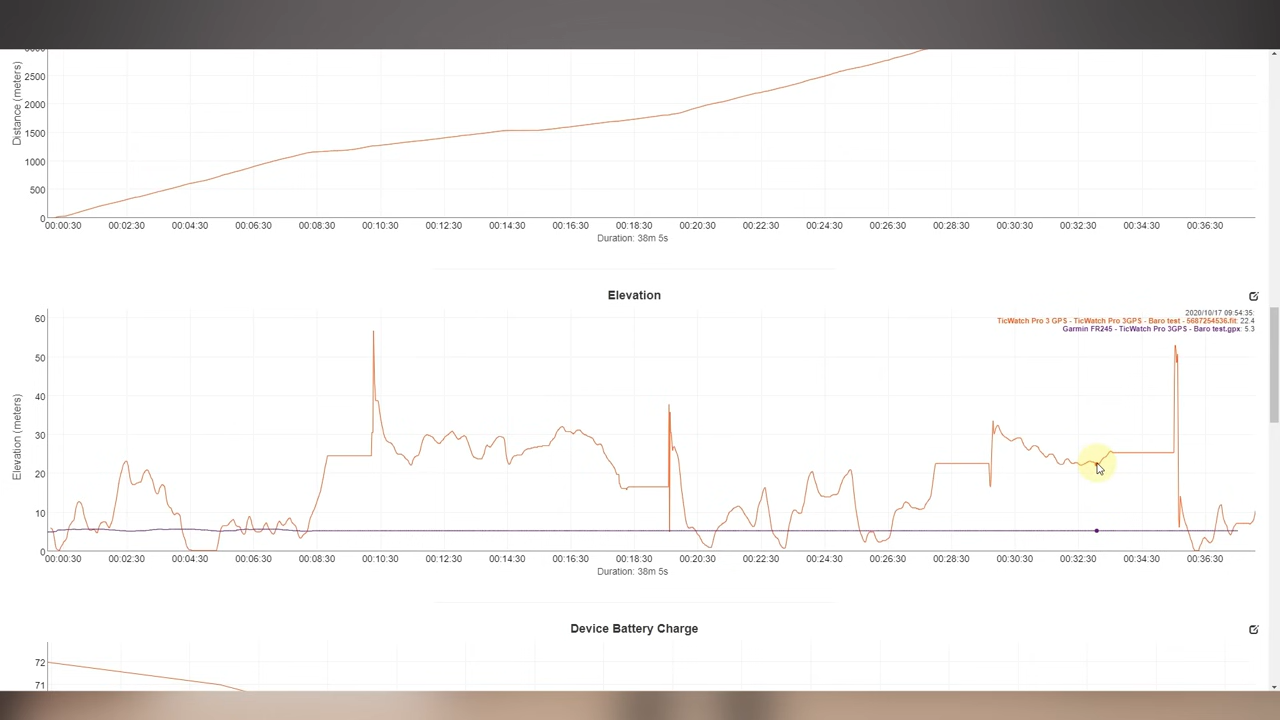 3000
Distance (meters)
2500
2000
1500
1000
500
0
00:00:30 00:02:30 00:04:30 00:06:30 00:08:30 00:10:30 00:12:30 00:14:30 00:16:30 00:18:30 00:20:30 00:22:30 00:24:30 00:26:30 00:28:30 00:30:30 00:32:30 00:34:30 00:36:30
Duration: 38m 5s
Elevation
2020/10/17 09:54:35:
TicWatch Pro 3 GPS - TicWatch Pro 3GPS - Baro test - 5687254536.fit: 22.4
Garmin FR245 - TicWatch Pro 3GPS - Baro test.gpx: 5.3
Elevation (meters)
60
50
40
30
20
10
0
00:00:30 00:02:30 00:04:30 00:06:30 00:08:30 00:10:30 00:12:30 00:14:30 00:16:30 00:18:30 00:20:30 00:22:30 00:24:30 00:26:30 00:28:30 00:30:30 00:32:30 00:34:30 00:36:30
Duration: 38m 5s
Device Battery Charge
72
71